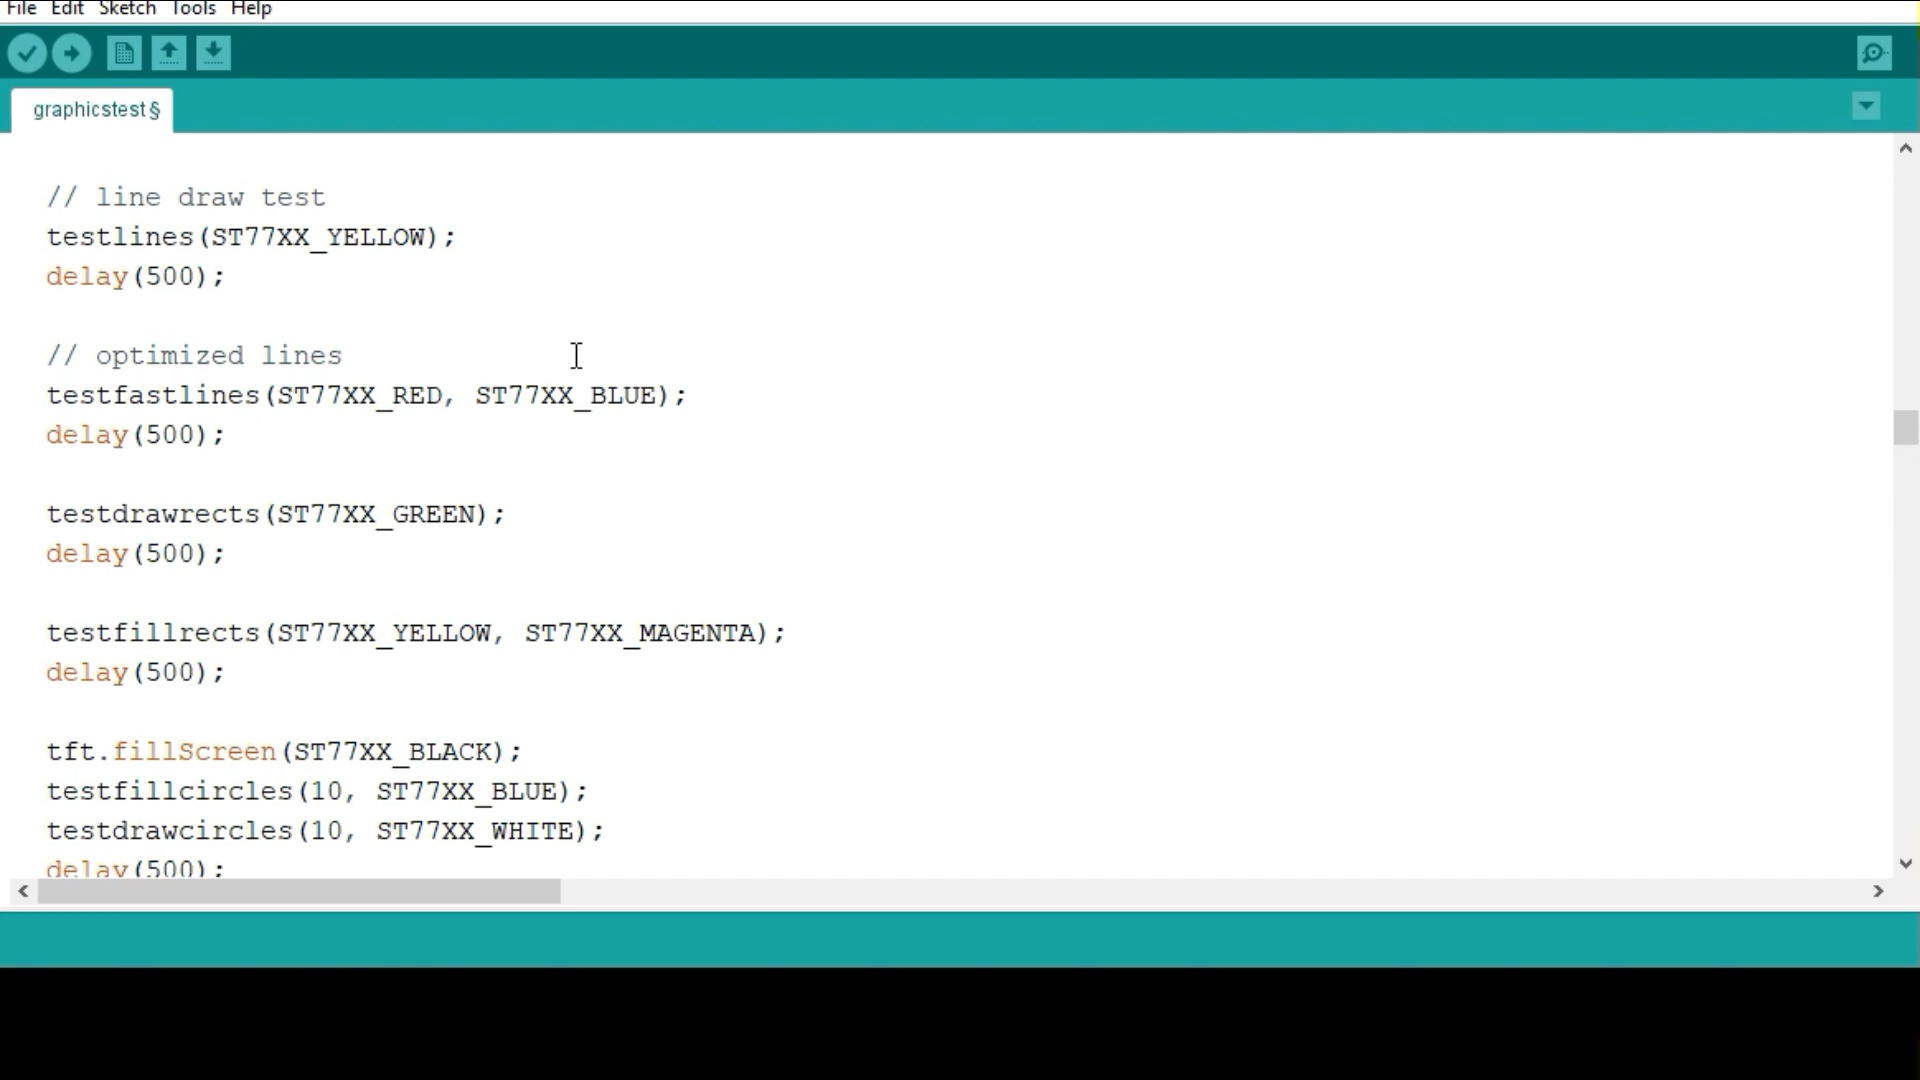 File Edit Sketch Tools Help
graphicstest §
// line draw test
testlines(ST77XX_YELLOW);
delay(500);
// optimized lines
testfastlines(ST77XX_RED, ST77XX_BLUE);
delay(500);
testdrawrects(ST77XX_GREEN);
delay(500);
testfillrects(ST77XX_YELLOW, ST77XX_MAGENTA);
delay(500);
tft.fillScreen(ST77XX_BLACK);
testfillcircles(10, ST77XX_BLUE);
testdrawcircles(10, ST77XX_WHITE);
delay(500);